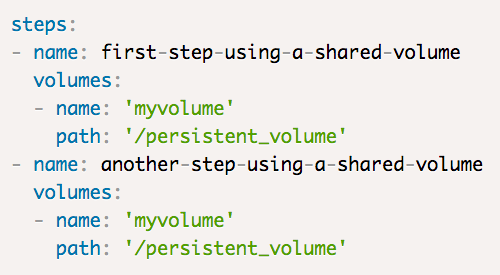 steps:
- name: first-step-using-a-shared-volume
  volumes:
  - name: 'myvolume'
    path: '/persistent_volume'
- name: another-step-using-a-shared-volume
  volumes:
  - name: 'myvolume'
    path: '/persistent_volume'